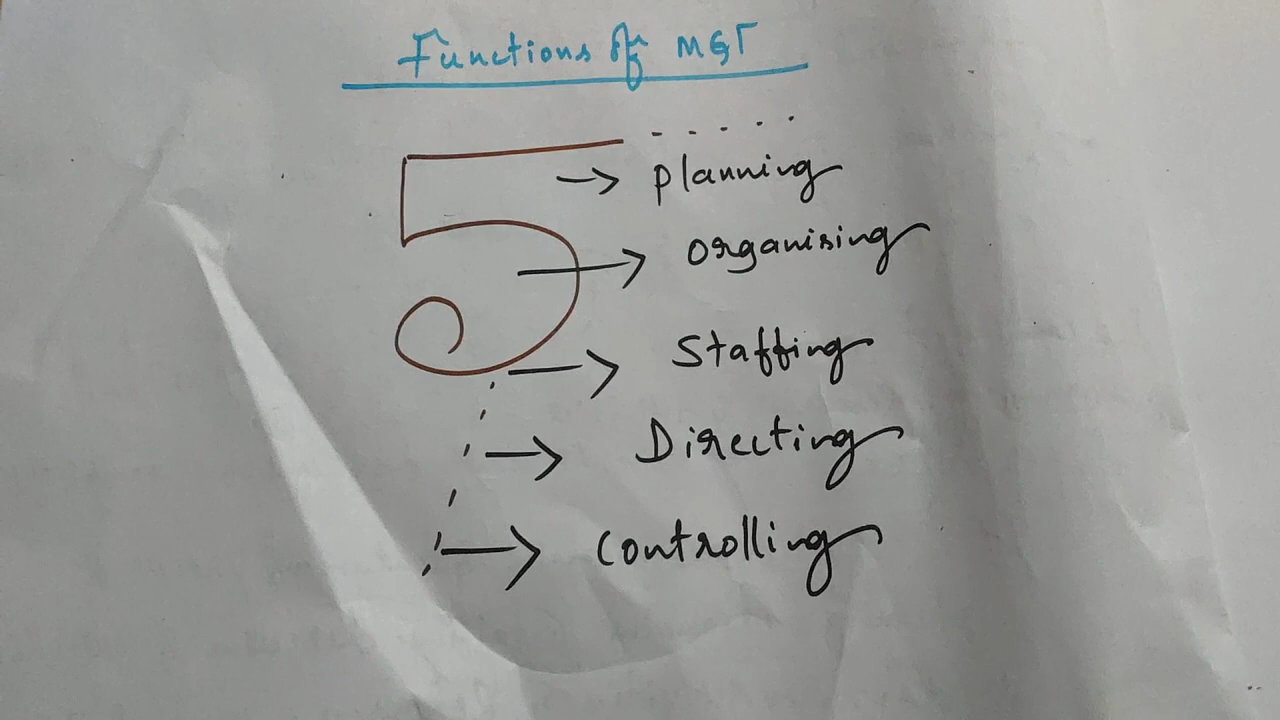 Functions of MGT
5
→ planning
→ organising
→ Staffing
→ Directing
→ controlling